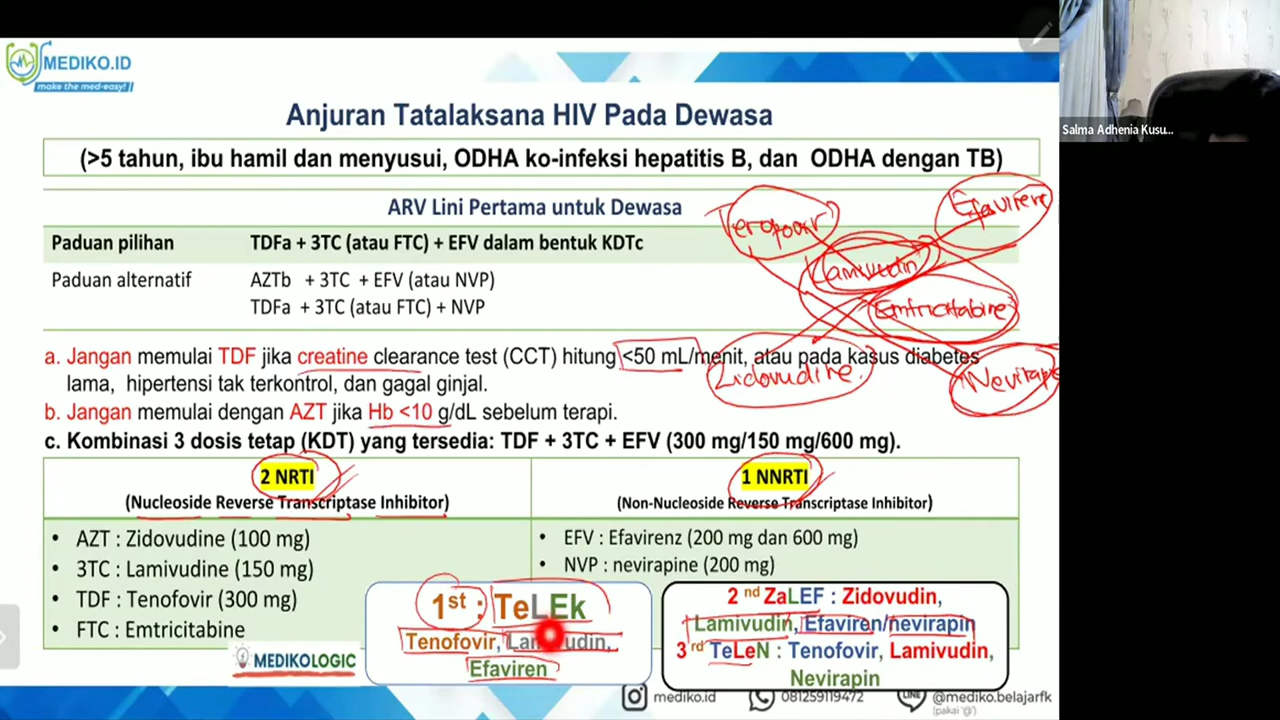 MEDIKO.ID
make the med-easy!
Anjuran Tatalaksana HIV Pada Dewasa
(>5 tahun, ibu hamil dan menyusui, ODHA ko-infeksi hepatitis B, dan ODHA dengan TB)
ARV Lini Pertama untuk Dewasa
Paduan pilihan TDFa + 3TC (atau FTC) + EFV dalam bentuk KDTc
Paduan alternatif AZTb + 3TC + EFV (atau NVP)
TDFa + 3TC (atau FTC) + NVP
Efavirenz
Lamivudin
Emtricitabine
Zidovudine
a. Jangan memulai TDF jika creatine clearance test (CCT) hitung <50 mL/menit, atau pada kasus diabetes
lama, hipertensi tak terkontrol, dan gagal ginjal.
b. Jangan memulai dengan AZT jika Hb <10 g/dL sebelum terapi.
c. Kombinasi 3 dosis tetap (KDT) yang tersedia: TDF + 3TC + EFV (300 mg/150 mg/600 mg).
2 NRTI
(Nucleoside Reverse Transcriptase Inhibitor)
• AZT : Zidovudine (100 mg)
• 3TC : Lamivudine (150 mg)
• TDF : Tenofovir (300 mg)
• FTC : Emtricitabine
1 NNRTI
(Non-Nucleoside Reverse Transcriptase Inhibitor)
• EFV : Efavirenz (200 mg dan 600 mg)
• NVP : nevirapine (200 mg)
MEDIKOLOGIC
1st : TeLEk
Tenofovir, Lamivudin,
Efaviren
2nd ZaLEF : Zidovudin,
Lamivudin, Efaviren/nevirapin
3rd TeLeN : Tenofovir, Lamivudin,
Nevirapin
mediko.id 081259119472 LINE @mediko.belajarfk
(pakai '@')
Salma Adhenia Kusu...